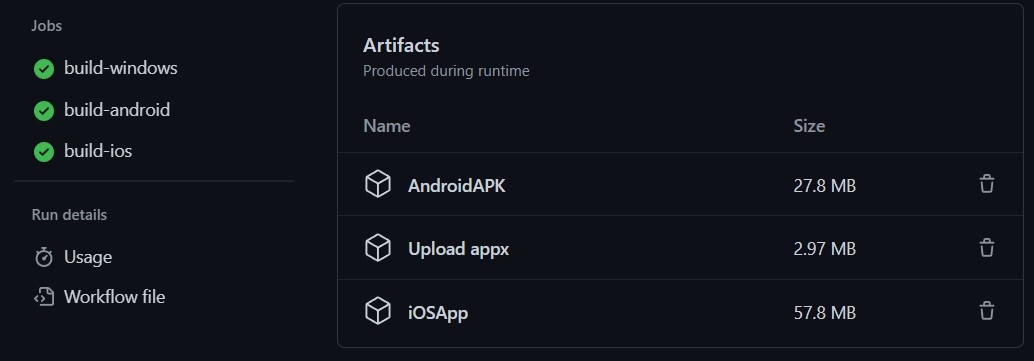 Jobs
build-windows
build-android
build-ios
Run details
Usage
Workflow file
Artifacts
Produced during runtime
Name Size
AndroidAPK 27.8 MB
Upload appx 2.97 MB
iOSApp 57.8 MB